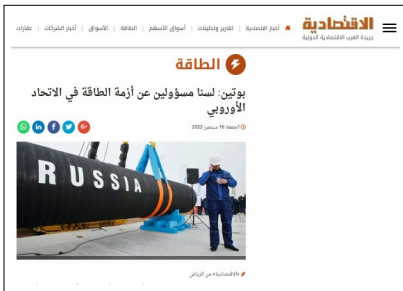 الاقتصادية
جريدة العرب الاقتصادية الدولية
أخبار اقتصادية | تقارير وتحليلات | أسواق الأسهم | الطاقة | الأسواق | أخبار الشركات | عقارات
الطاقة
بوتين: لسنا مسؤولين عن أزمة الطاقة في الاتحاد
الأوروبي
الجمعة 16 سبتمبر 2022
RUSSIA
«الاقتصادية» من الرياض